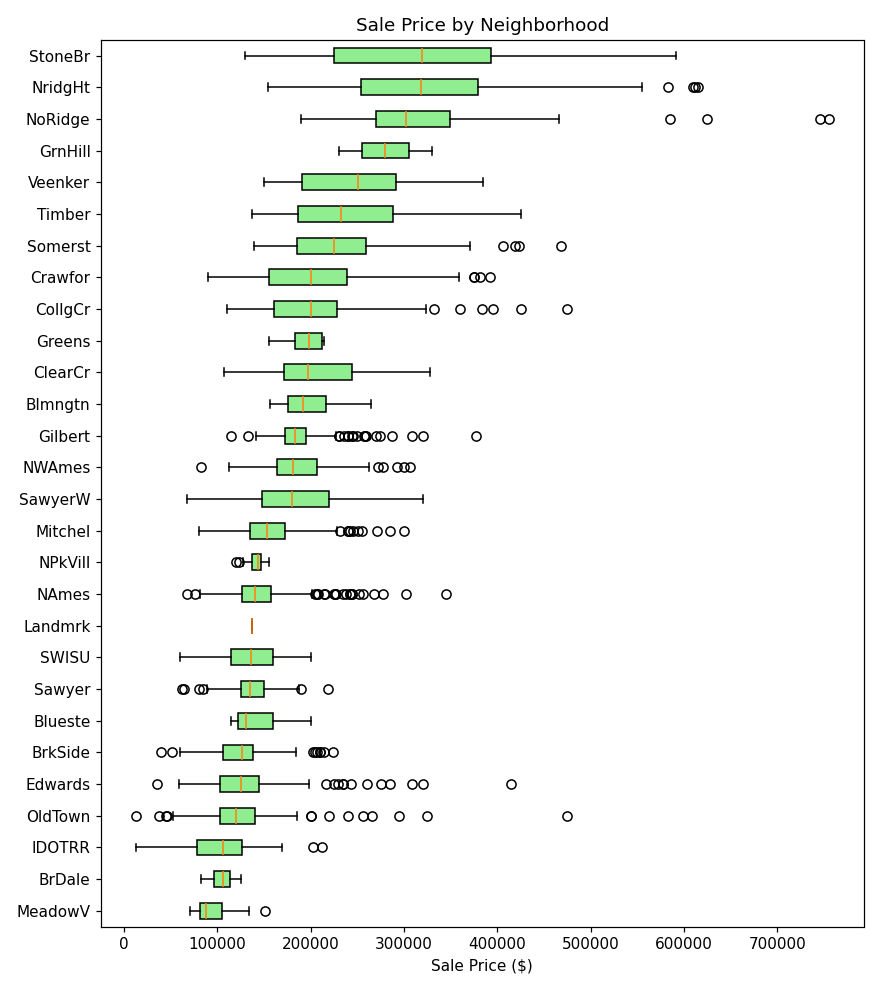 Sale Price by Neighborhood
StoneBr
NridgHt
NoRidge
GrnHill
Veenker
Timber
Somerst
Crawfor
CollgCr
Greens
ClearCr
Blmngtn
Gilbert
NWAmes
SawyerW
Mitchel
NPkVill
NAmes
Landmrk
SWISU
Sawyer
Blueste
BrkSide
Edwards
OldTown
IDOTRR
BrDale
MeadowV
0 100000 200000 300000 400000 500000 600000 700000
Sale Price ($)